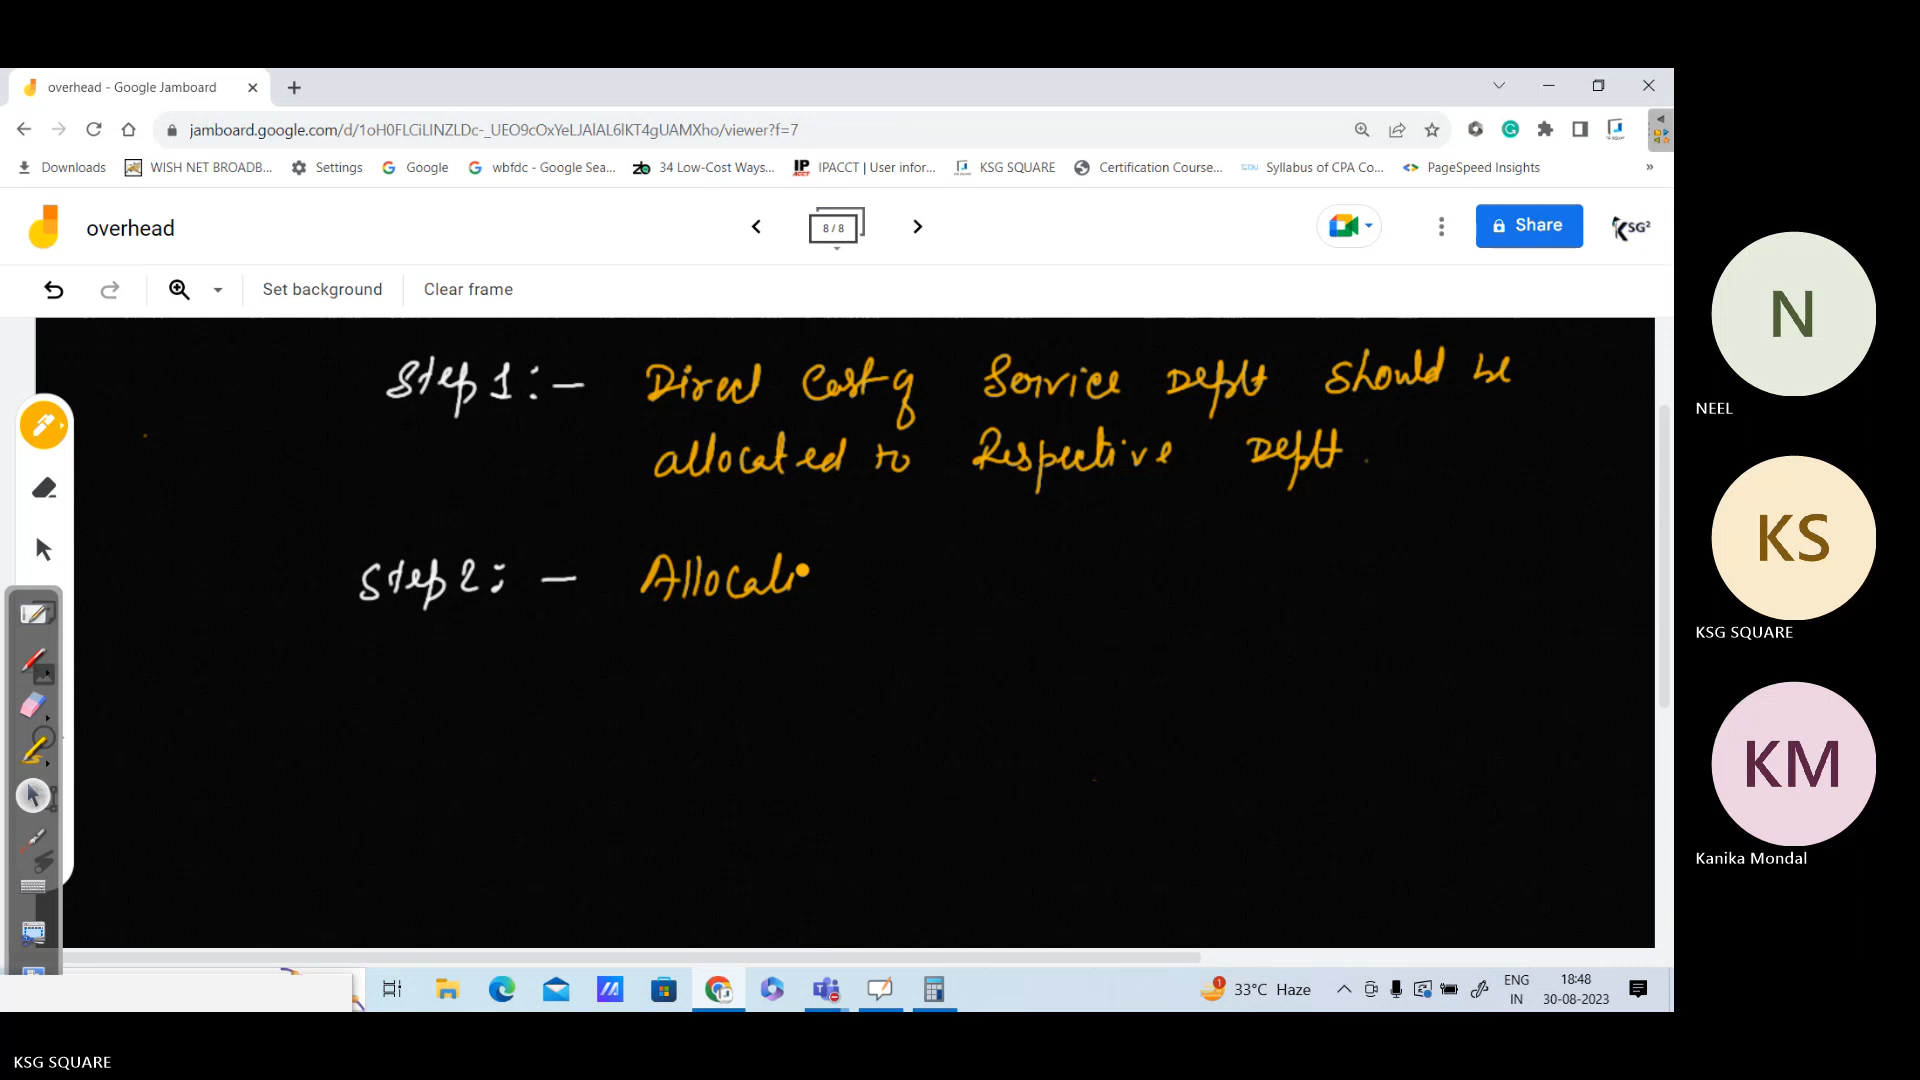 overhead - Google Jamboard
jamboard.google.com/d/1oH0FLCiLINZLDc-_UEO9cOxYeLJAlAL6lKT4gUAMXho/viewer?f=7
Downloads WISH NET BROADB... Settings Google wbfdc - Google Sea... 34 Low-Cost Ways... IPACCT | User infor... KSG SQUARE Certification Course... Syllabus of CPA Co... PageSpeed Insights »
overhead 8 / 8 Share KSG²
Set background Clear frame
Step 1:- Direct Cost of Service Deptt should be
allocated to Respective Deptt.
Step 2: - Allocati
N
NEEL
KS
KSG SQUARE
KM
Kanika Mondal
1 33°C Haze ENG IN 18:48 30-08-2023
KSG SQUARE